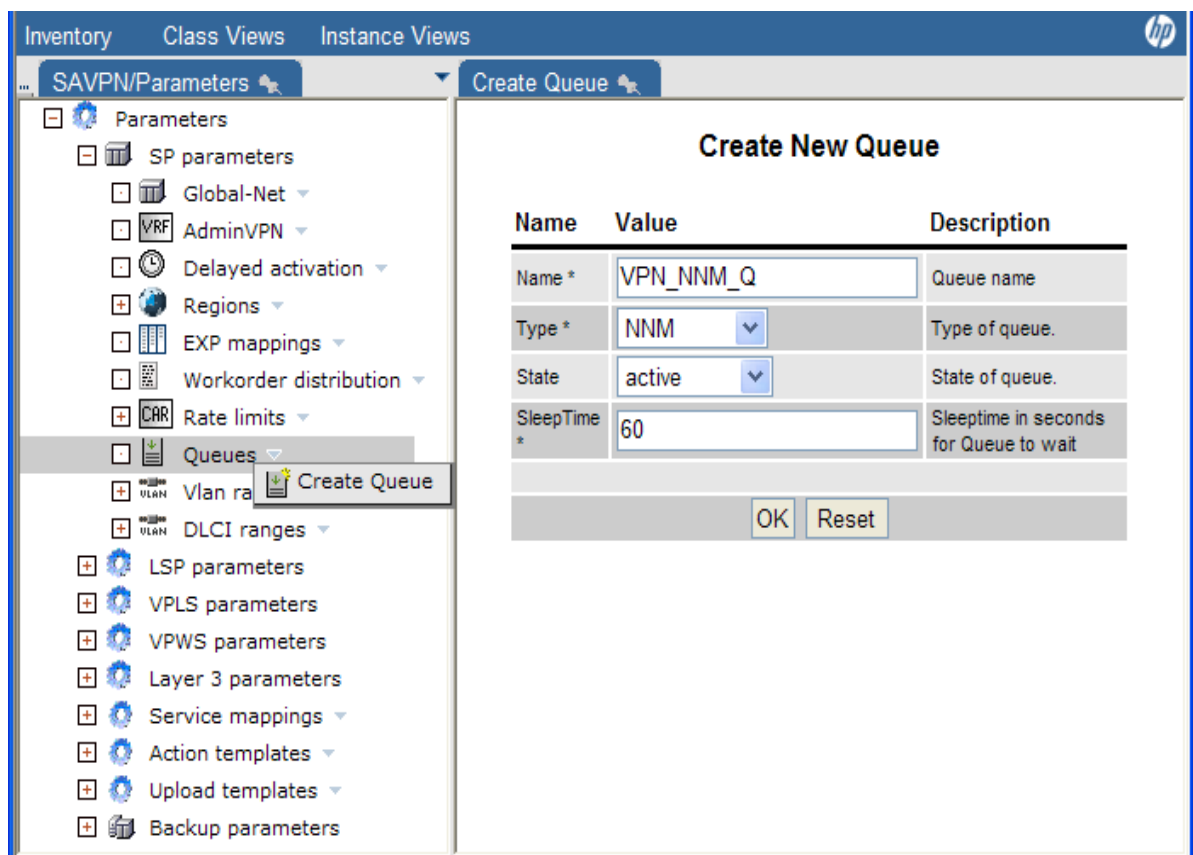 Inventory Class Views Instance Views
hp
... SAVPN/Parameters
Create Queue
Parameters
SP parameters
Global-Net
VRF AdminVPN
Delayed activation
Regions
EXP mappings
Workorder distribution
CAR Rate limits
Queues
Create Queue
VLAN Vlan ra
VLAN DLCI ranges
LSP parameters
VPLS parameters
VPWS parameters
Layer 3 parameters
Service mappings
Action templates
Upload templates
Backup parameters
Create New Queue
Name Value Description
Name * VPN_NNM_Q Queue name
Type * NNM Type of queue.
State active State of queue.
SleepTime * 60 Sleeptime in seconds
for Queue to wait
OK Reset